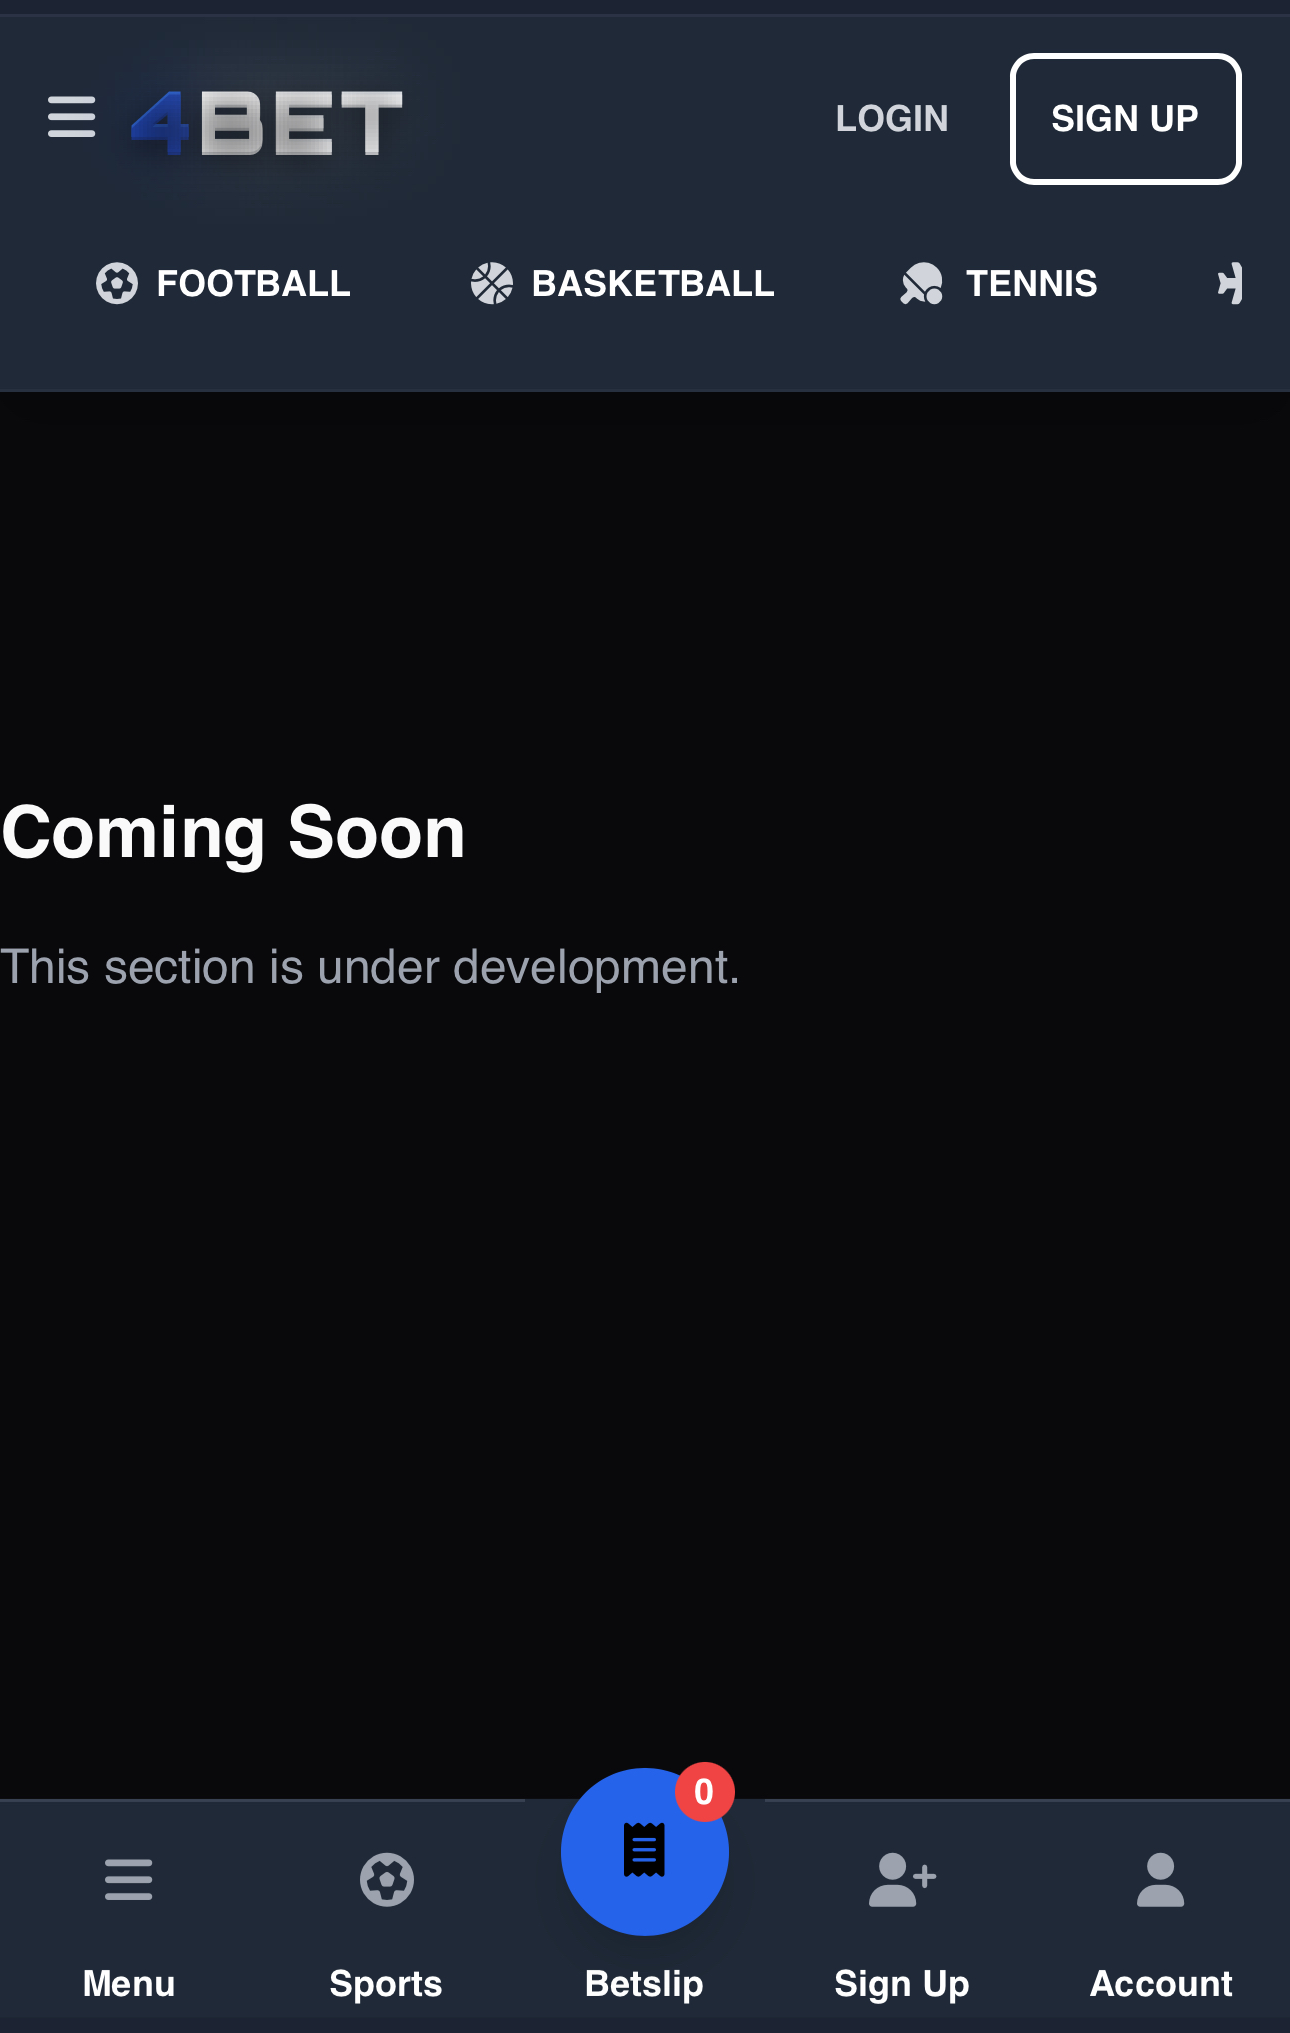 4BET
LOGIN
SIGN UP
FOOTBALL
BASKETBALL
TENNIS
Coming Soon
This section is under development.
0
Menu
Sports
Betslip
Sign Up
Account